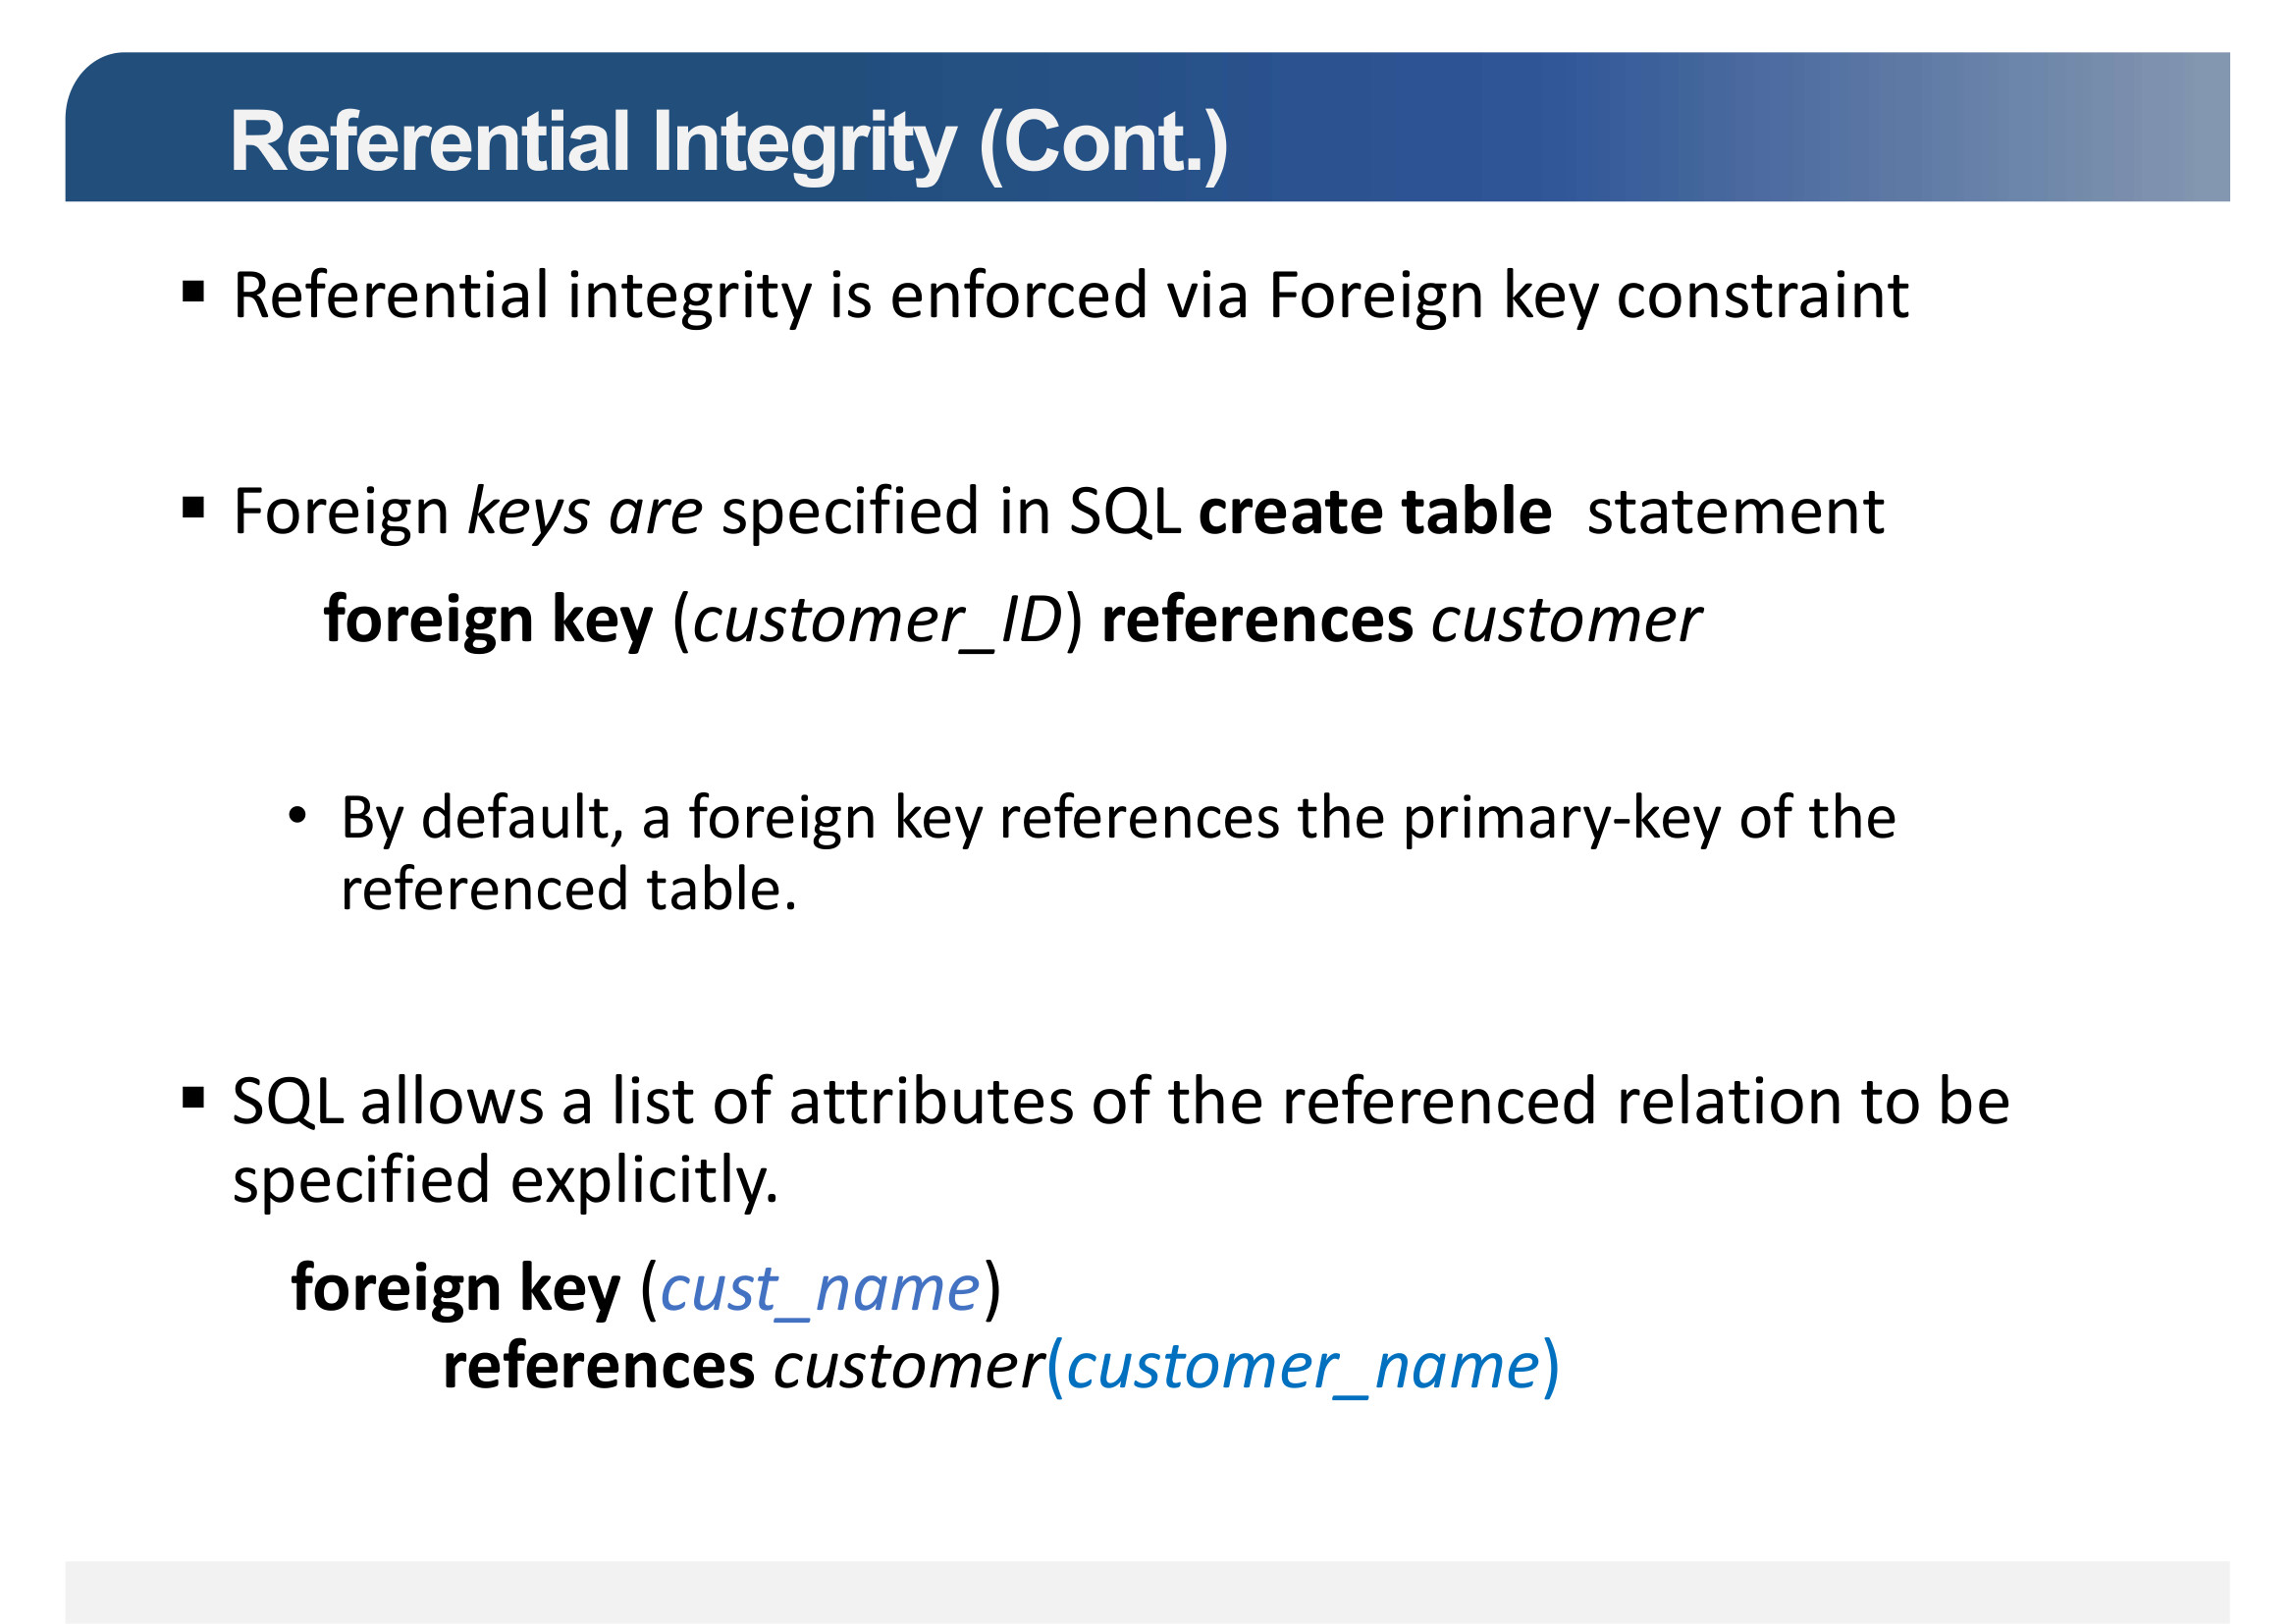 Referential Integrity (Cont.)
▪ Referential integrity is enforced via Foreign key constraint
▪ Foreign keys are specified in SQL create table statement
foreign key (customer_ID) references customer
• By default, a foreign key references the primary-key of the
referenced table.
▪ SQL allows a list of attributes of the referenced relation to be
specified explicitly.
foreign key (cust_name)
references customer(customer_name)